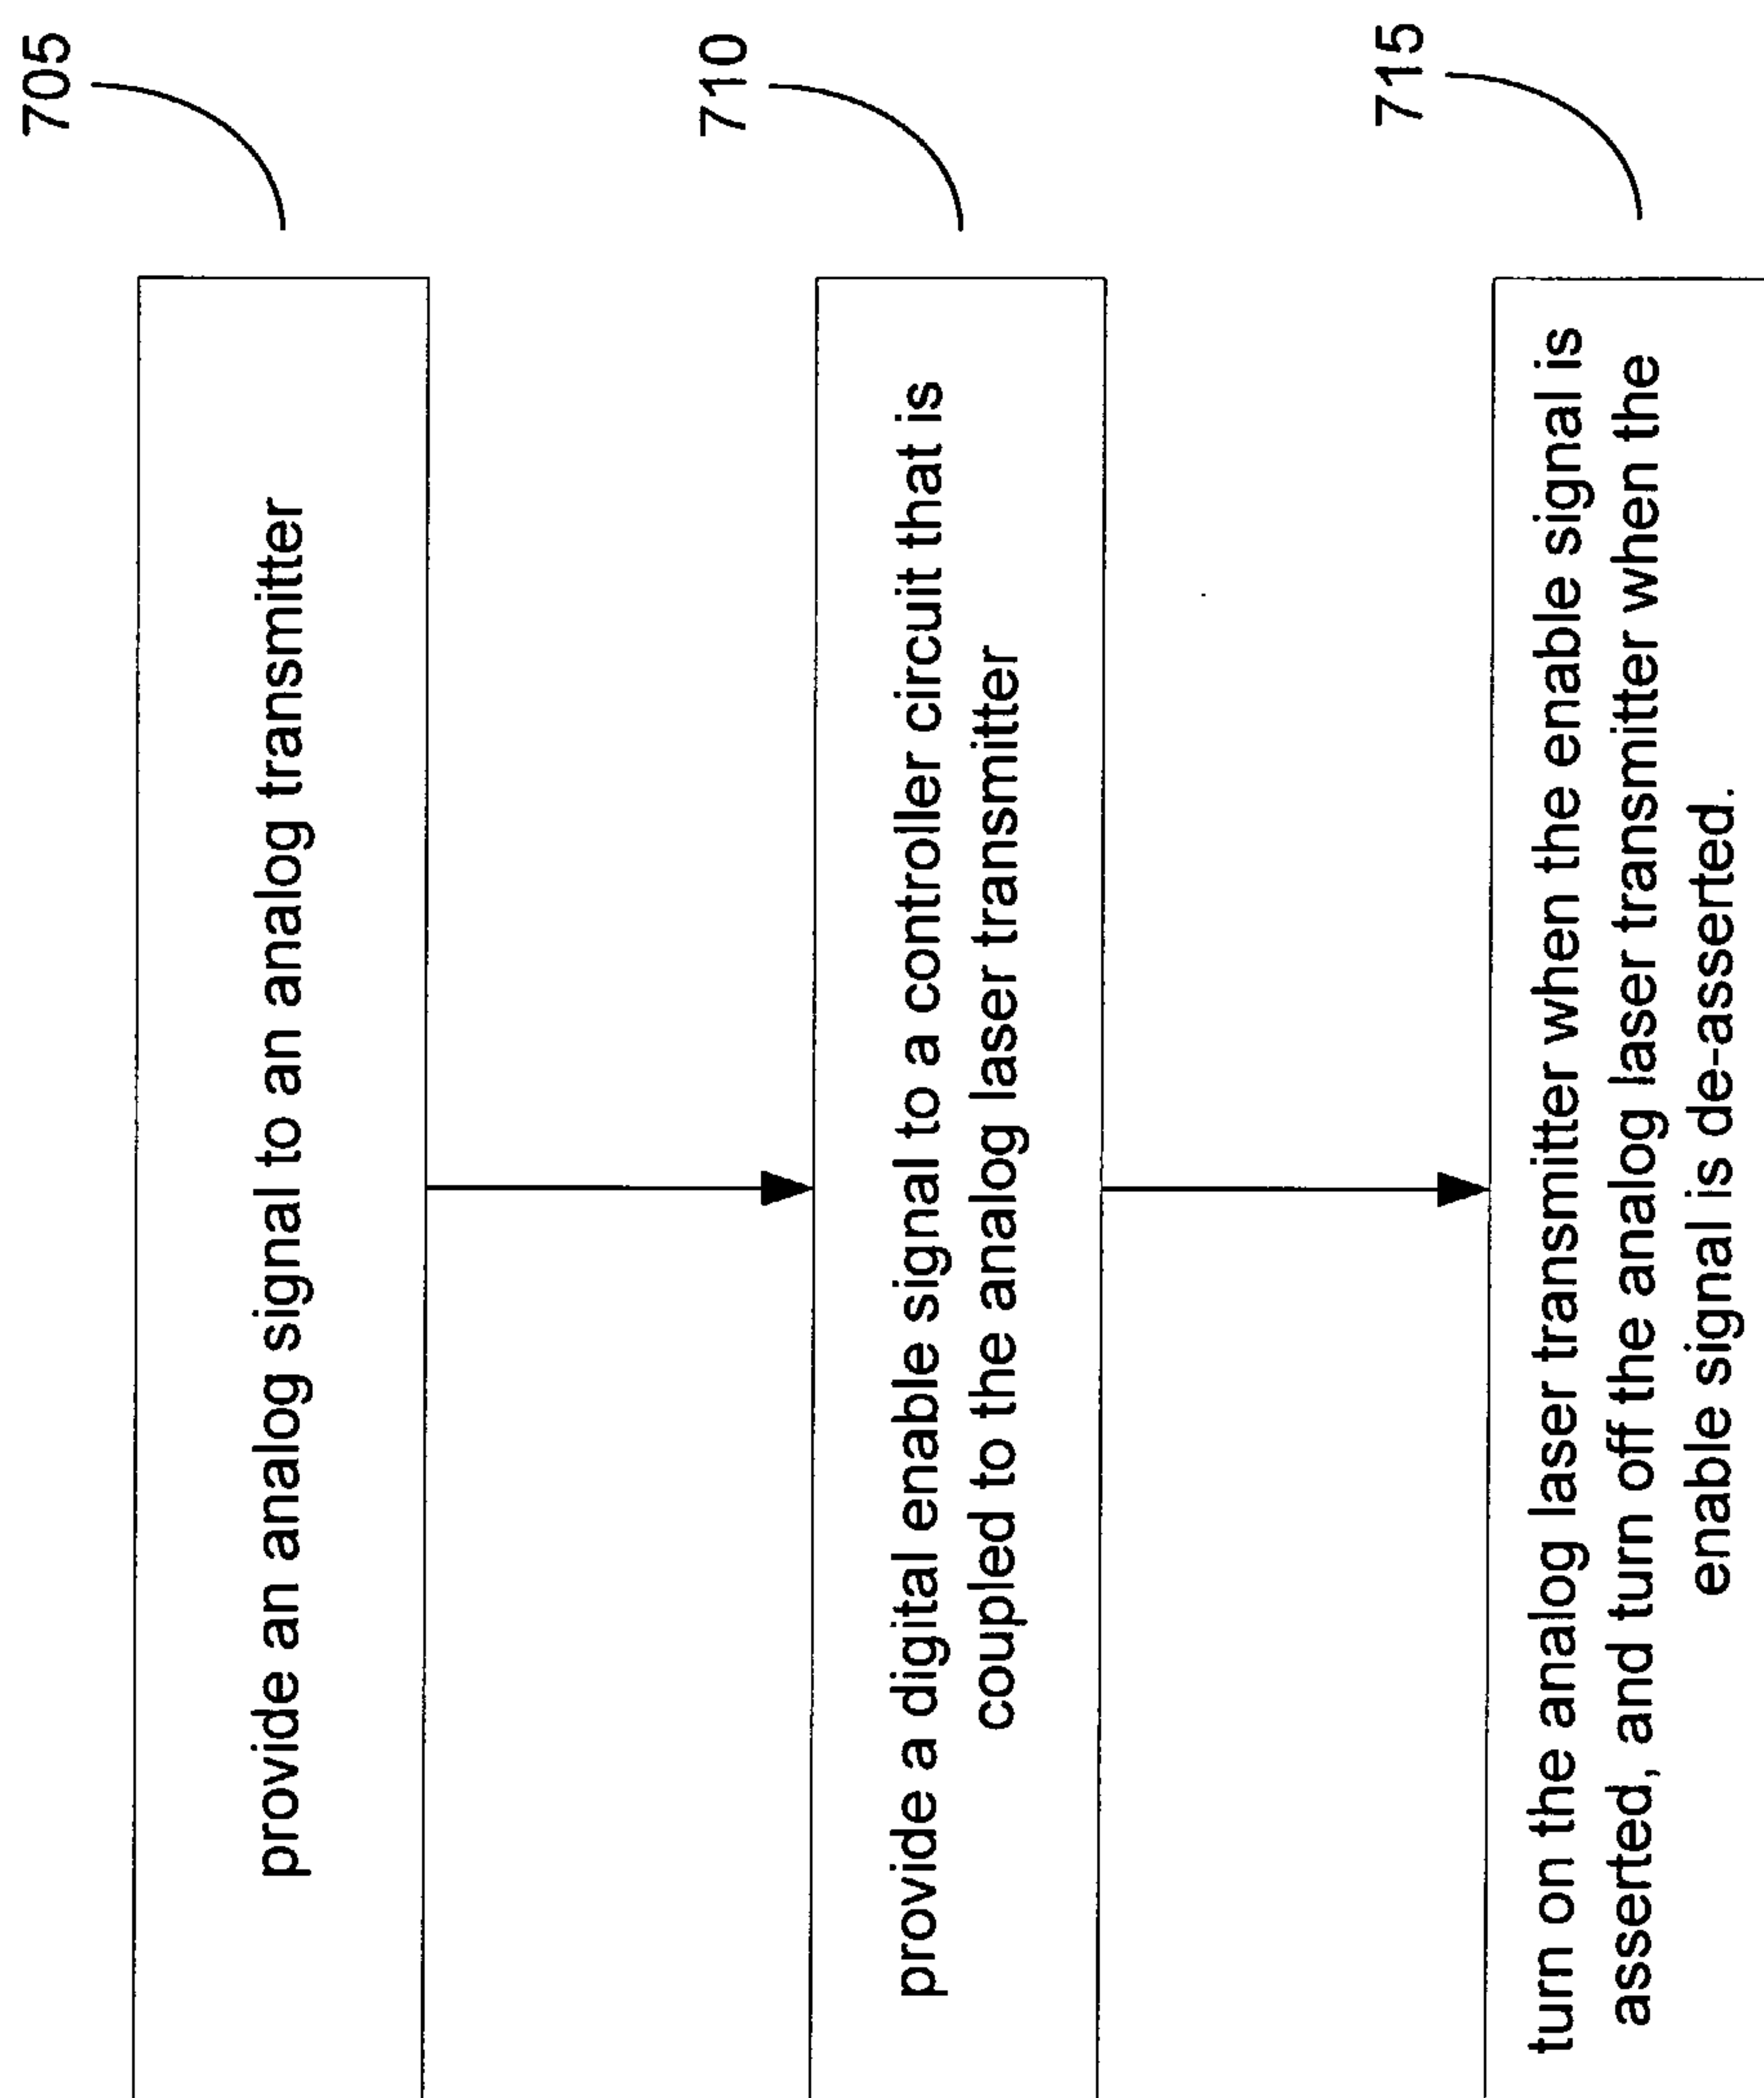 705
provide an analog signal to an analog transmitter
710
provide a digital enable signal to a controller circuit that is
coupled to the analog laser transmitter
715
turn on the analog laser transmitter when the enable signal is
asserted, and turn off the analog laser transmitter when the
enable signal is de-asserted.